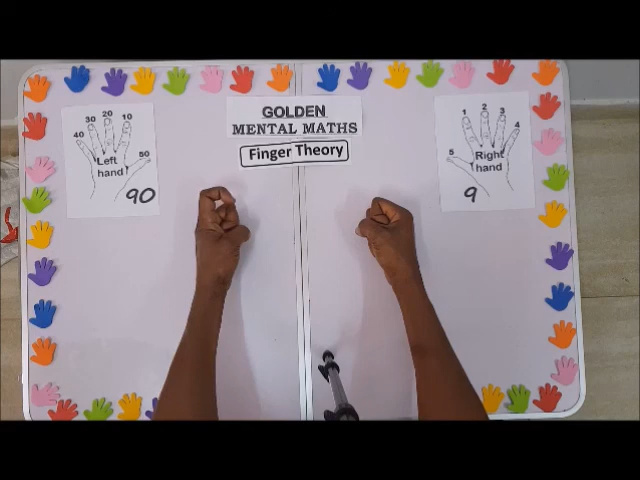 GOLDEN
MENTAL MATHS
Finger Theory
40 30 20 10 50
Left
hand
90
1 2 3 4 5
Right
hand
9